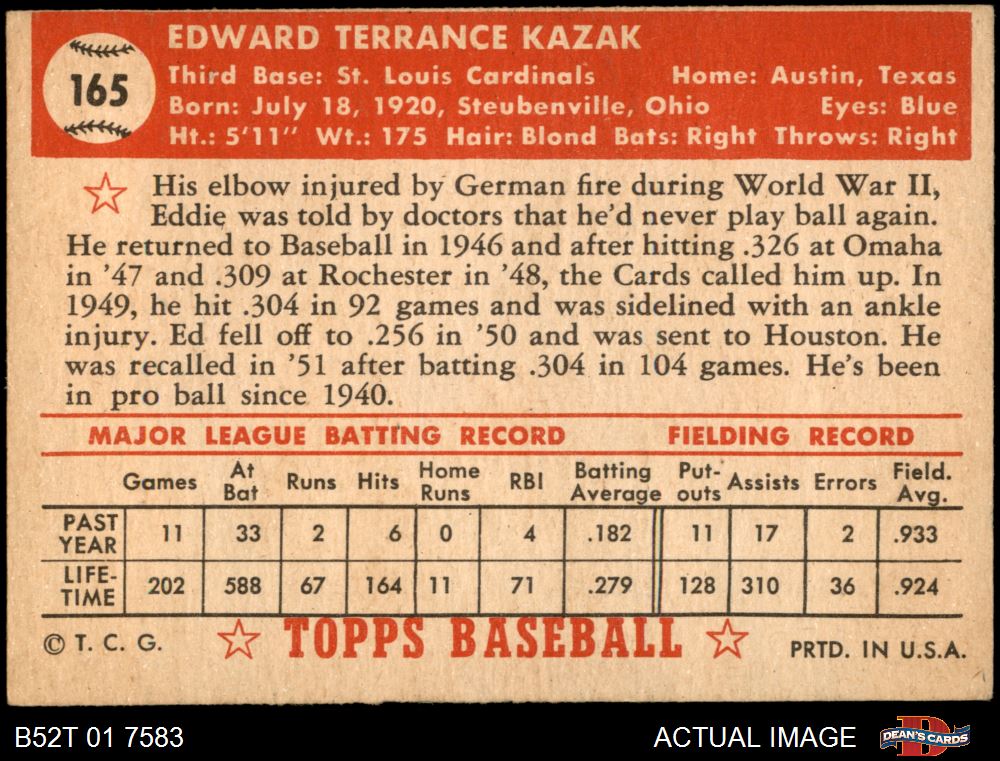 EDWARD TERRANCE KAZAK
165
Third Base: St. Louis Cardinals Home: Austin, Texas
Born: July 18, 1920, Steubenville, Ohio Eyes: Blue
Ht.: 5'11" Wt.: 175 Hair: Blond Bats: Right Throws: Right
His elbow injured by German fire during World War II,
Eddie was told by doctors that he'd never play ball again.
He returned to Baseball in 1946 and after hitting .326 at Omaha
in '47 and .309 at Rochester in '48, the Cards called him up. In
1949, he hit .304 in 92 games and was sidelined with an ankle
injury. Ed fell off to .256 in '50 and was sent to Houston. He
was recalled in '51 after batting .304 in 104 games. He's been
in pro ball since 1940.
MAJOR LEAGUE BATTING RECORD FIELDING RECORD
Games At Bat Runs Hits Home Runs RBI Batting Average Put-outs Assists Errors Field. Avg.
PAST YEAR 11 33 2 6 0 4 .182 11 17 2 .933
LIFE-TIME 202 588 67 164 11 71 .279 128 310 36 .924
© T. C. G. TOPPS BASEBALL PRTD. IN U.S.A.
B52T 01 7583 ACTUAL IMAGE DEAN'S CARDS